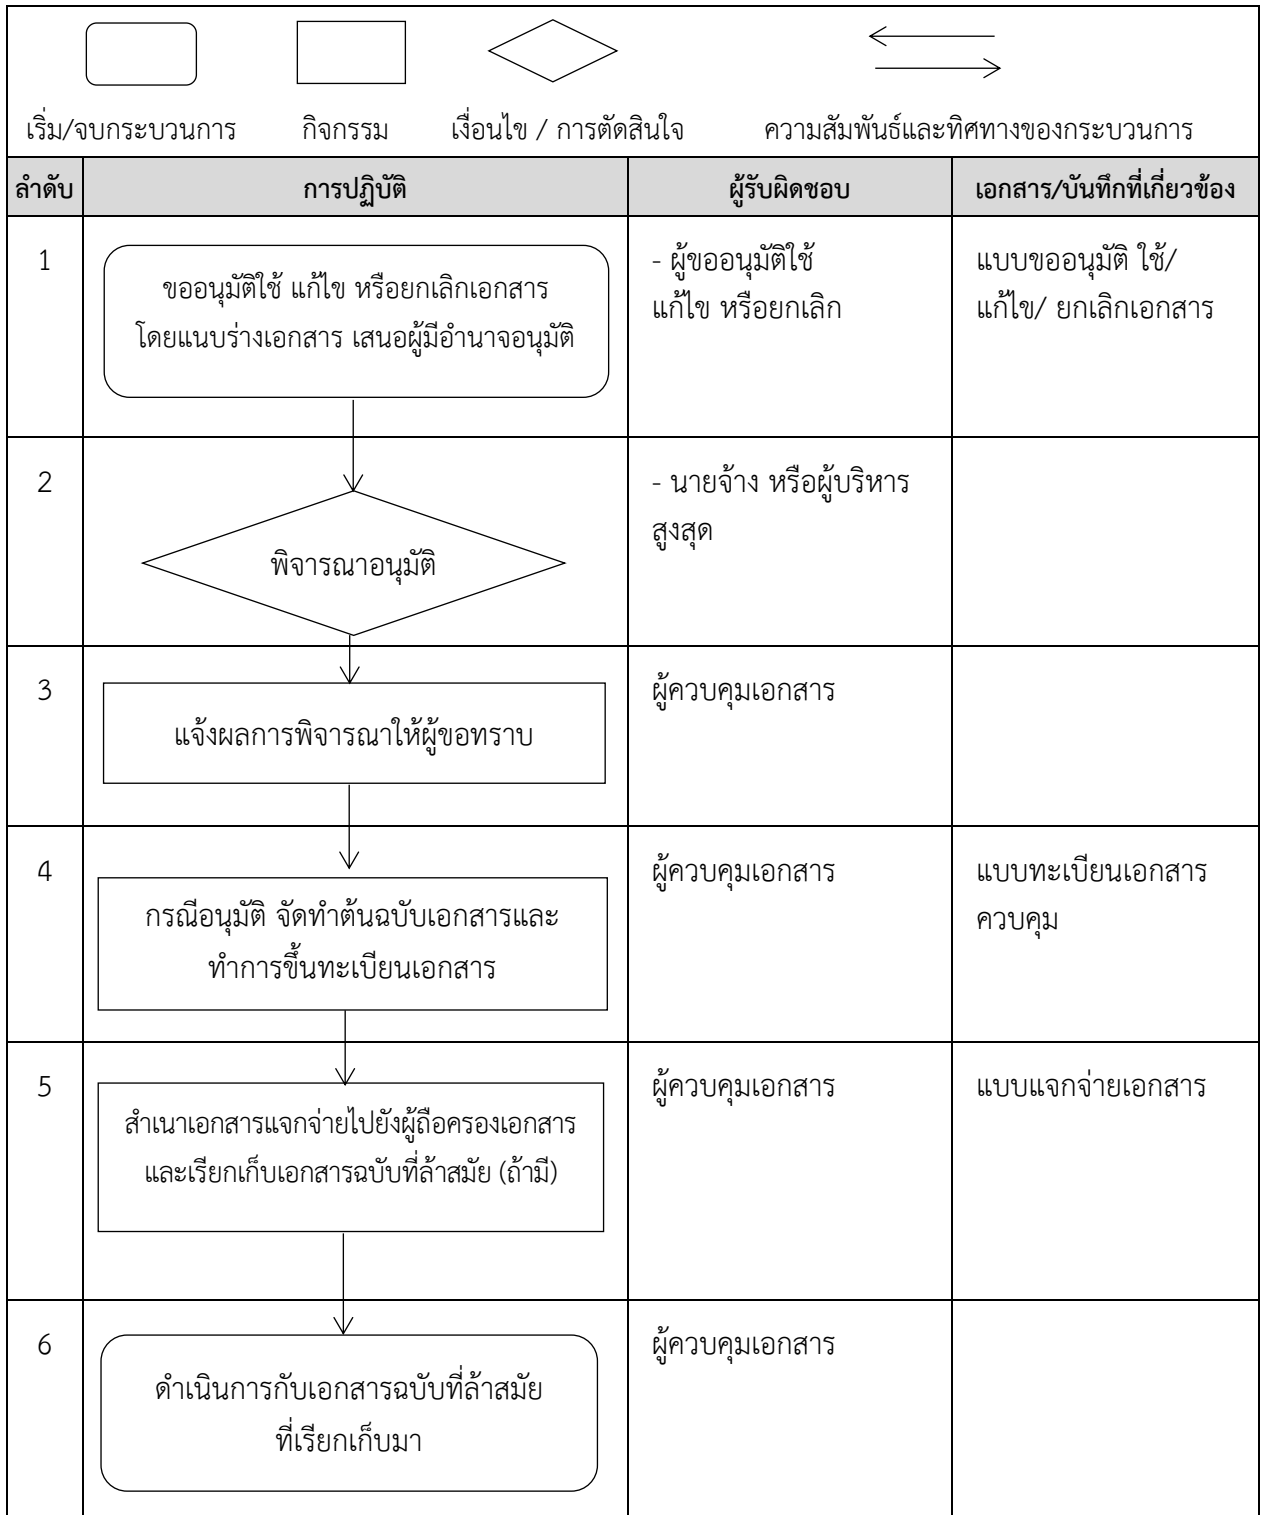 เริ่ม/จบกระบวนการ กิจกรรม เงื่อนไข / การตัดสินใจ ความสัมพันธ์และทิศทางของกระบวนการ
ลำดับ การปฏิบัติ ผู้รับผิดชอบ เอกสาร/บันทึกที่เกี่ยวข้อง
1
ขออนุมัติใช้ แก้ไข หรือยกเลิกเอกสาร
โดยแนบร่างเอกสาร เสนอผู้มีอำนาจอนุมัติ
- ผู้ขออนุมัติใช้
แก้ไข หรือยกเลิก
แบบขออนุมัติ ใช้/
แก้ไข/ ยกเลิกเอกสาร
2
พิจารณาอนุมัติ
- นายจ้าง หรือผู้บริหาร
สูงสุด
3
แจ้งผลการพิจารณาให้ผู้ขอทราบ
ผู้ควบคุมเอกสาร
4
กรณีอนุมัติ จัดทำต้นฉบับเอกสารและ
ทำการขึ้นทะเบียนเอกสาร
ผู้ควบคุมเอกสาร
แบบทะเบียนเอกสาร
ควบคุม
5
สำเนาเอกสารแจกจ่ายไปยังผู้ถือครองเอกสาร
และเรียกเก็บเอกสารฉบับที่ล้าสมัย (ถ้ามี)
ผู้ควบคุมเอกสาร
แบบแจกจ่ายเอกสาร
6
ดำเนินการกับเอกสารฉบับที่ล้าสมัย
ที่เรียกเก็บมา
ผู้ควบคุมเอกสาร